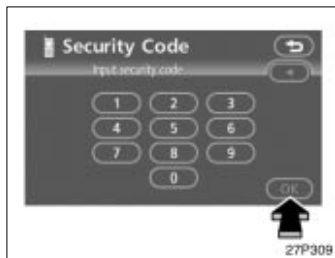 Security Code
Input security code
1 2 3
4 5 6
7 8 9
0
OK
27P309